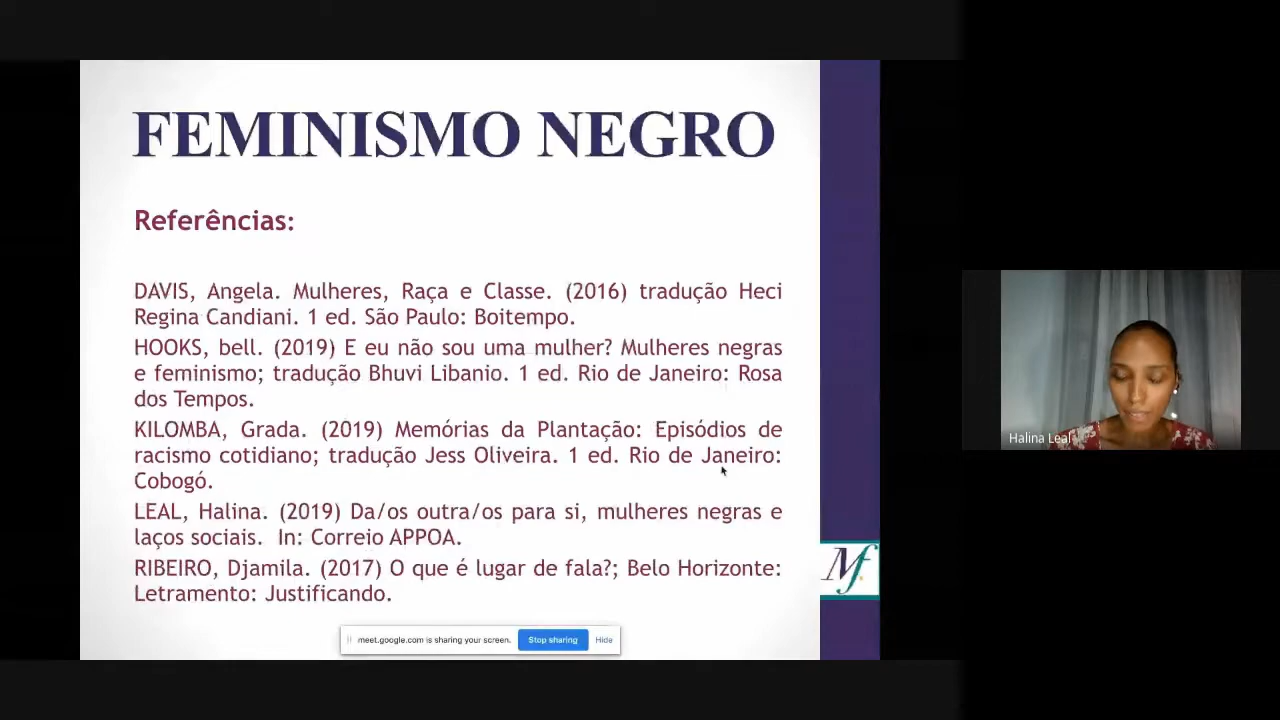 FEMINISMO NEGRO
Referências:
DAVIS, Angela. Mulheres, Raça e Classe. (2016) tradução Heci
Regina Candiani. 1 ed. São Paulo: Boitempo.
HOOKS, bell. (2019) E eu não sou uma mulher? Mulheres negras
e feminismo; tradução Bhuvi Libanio. 1 ed. Rio de Janeiro: Rosa
dos Tempos.
KILOMBA, Grada. (2019) Memórias da Plantação: Episódios de
racismo cotidiano; tradução Jess Oliveira. 1 ed. Rio de Janeiro:
Cobogó.
LEAL, Halina. (2019) Da/os outra/os para si, mulheres negras e
laços sociais. In: Correio APPOA.
RIBEIRO, Djamila. (2017) O que é lugar de fala?; Belo Horizonte:
Letramento: Justificando.
Mf.
meet.google.com is sharing your screen. Stop sharing Hide
Halina Leal